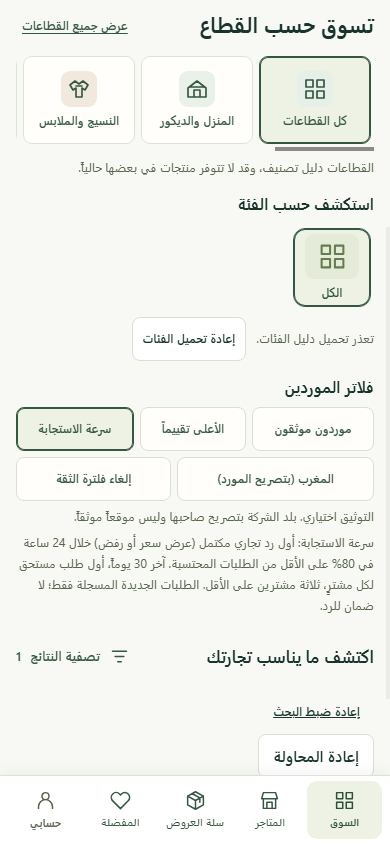 تسوق حسب القطاع
عرض جميع القطاعات
كل القطاعات
المنزل والديكور
النسيج والملابس
القطاعات دليل تصنيف، وقد لا تتوفر منتجات في بعضها حالياً.
استكشف حسب الفئة
الكل
تعذر تحميل دليل الفئات.
إعادة تحميل الفئات
فلاتر الموردين
موردون موثقون
الأعلى تقييماً
سرعة الاستجابة
المغرب (بتصريح المورد)
إلغاء فلترة الثقة
التوثيق اختياري. بلد الشركة بتصريح صاحبها وليس موقعاً موثقاً.
سرعة الاستجابة: أول رد تجاري مكتمل (عرض سعر أو رفض) خلال 24 ساعة
في 80% على الأقل من الطلبات المحتسبة. آخر 30 يوماً، أول طلب مستحق
لكل مشترٍ، ثلاثة مشترين على الأقل. الطلبات الجديدة المسجلة فقط؛ لا
ضمان للرد.
اكتشف ما يناسب تجارتك
تصفية النتائج 1
إعادة ضبط البحث
إعادة المحاولة
السوق
المتاجر
سلة العروض
المفضلة
حسابي